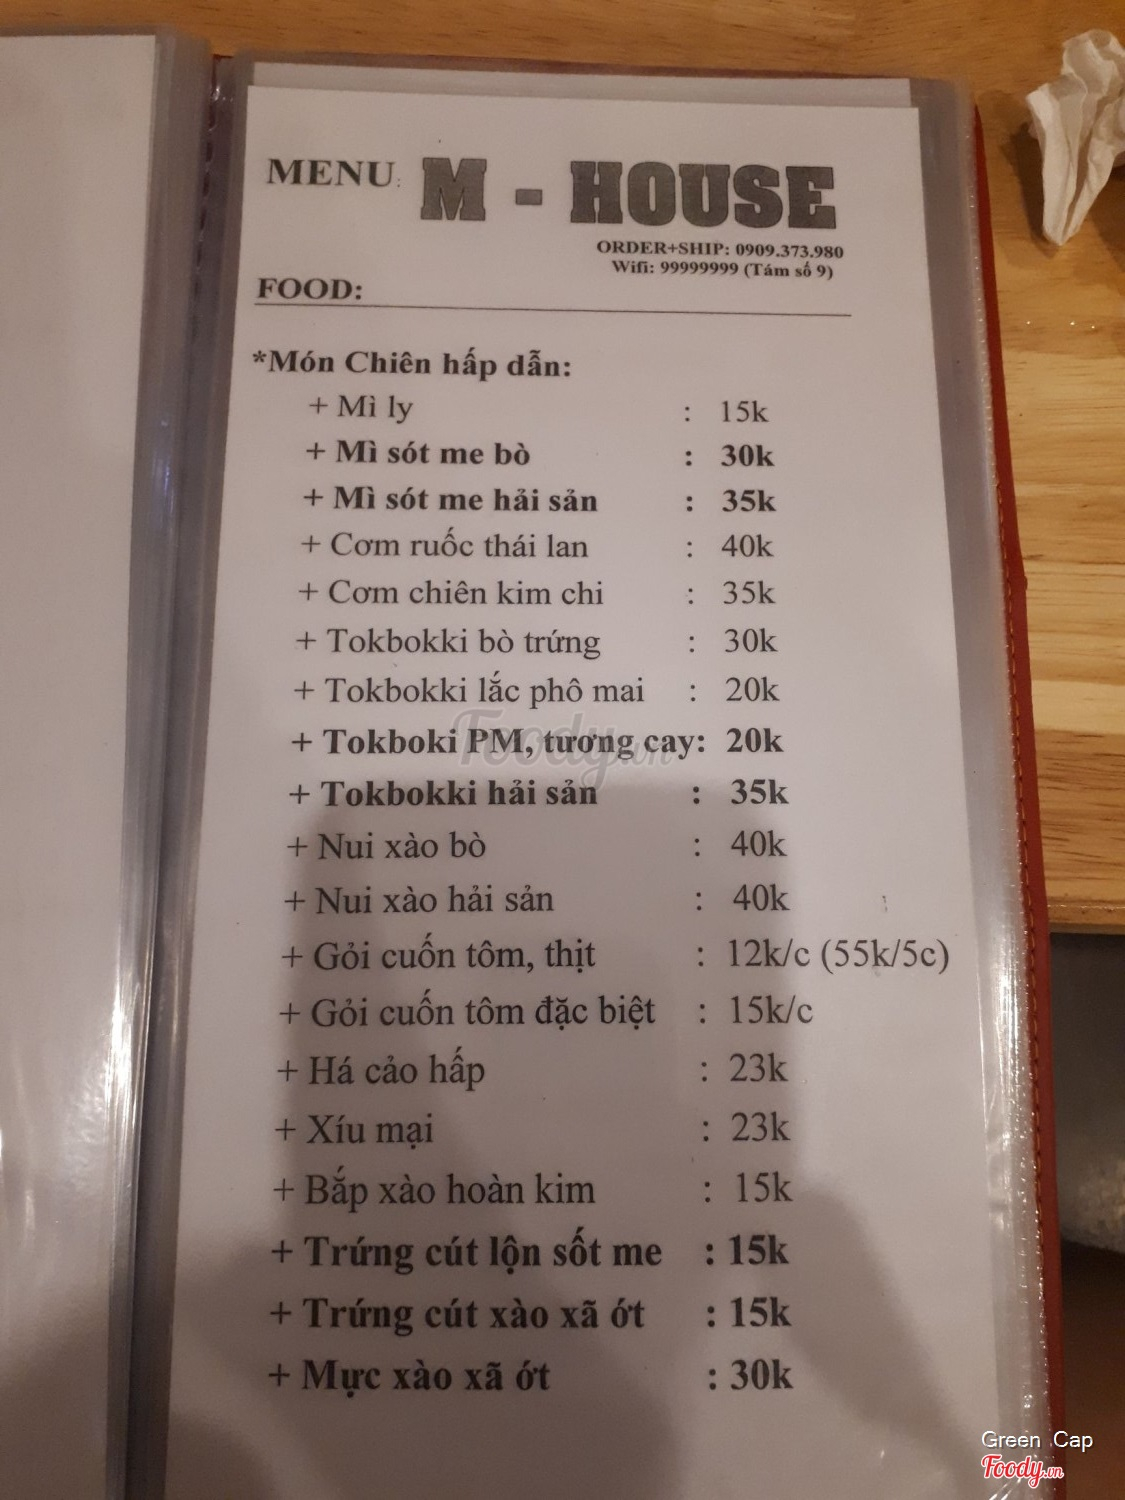 MENU: M - HOUSE
ORDER+SHIP: 0909.373.980
Wifi: 99999999 (Tám số 9)
FOOD:
*Món Chiên hấp dẫn:
+ Mì ly : 15k
+ Mì sót me bò : 30k
+ Mì sót me hải sản : 35k
+ Cơm ruốc thái lan : 40k
+ Cơm chiên kim chi : 35k
+ Tokbokki bò trứng : 30k
+ Tokbokki lắc phô mai : 20k
+ Tokboki PM, tương cay: 20k
+ Tokbokki hải sản : 35k
+ Nui xào bò : 40k
+ Nui xào hải sản : 40k
+ Gỏi cuốn tôm, thịt : 12k/c (55k/5c)
+ Gỏi cuốn tôm đặc biệt : 15k/c
+ Há cảo hấp : 23k
+ Xíu mại : 23k
+ Bắp xào hoàn kim : 15k
+ Trứng cút lộn sốt me : 15k
+ Trứng cút xào xã ớt : 15k
+ Mực xào xã ớt : 30k
Foody.vn
Green Cap
Foody.vn